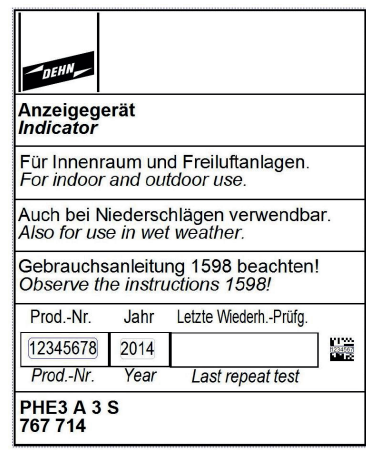 DEHN
Anzeigegerät
Indicator
Für Innenraum und Freiluftanlagen.
For indoor and outdoor use.
Auch bei Niederschlägen verwendbar.
Also for use in wet weather.
Gebrauchsanleitung 1598 beachten!
Observe the instructions 1598!
Prod.-Nr. Jahr Letzte Wiederh.-Prüfg.
12345678 2014
Prod.-Nr. Year Last repeat test
PHE3 A 3 S
767 714